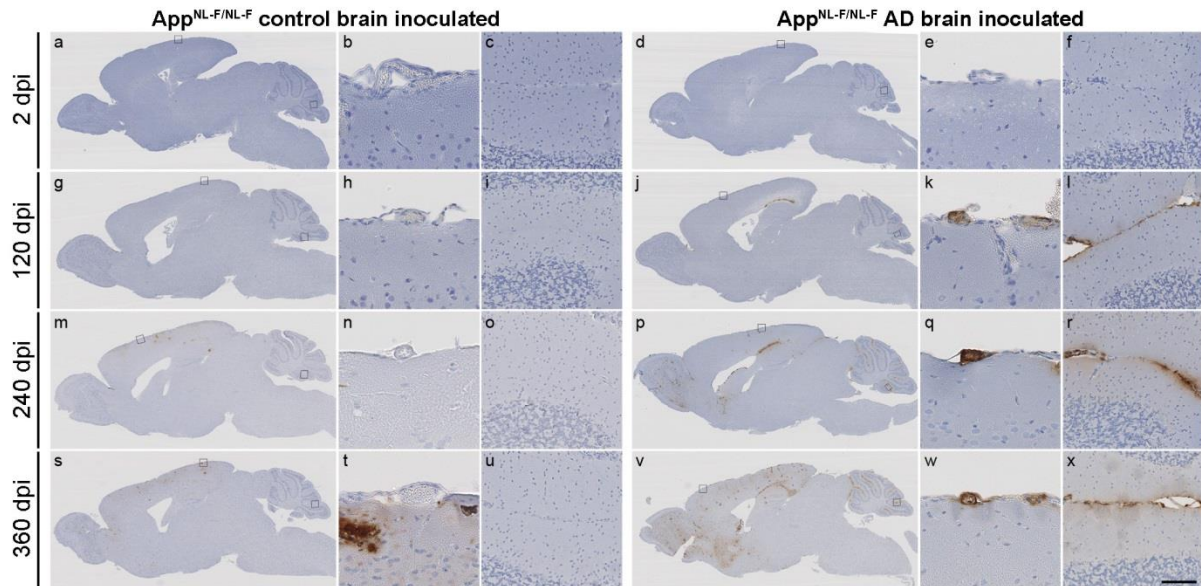 App^NL-F/NL-F control brain inoculated
App^NL-F/NL-F AD brain inoculated
2 dpi
a
b
c
d
e
f
120 dpi
g
h
i
j
k
l
240 dpi
m
n
o
p
q
r
360 dpi
s
t
u
v
w
x